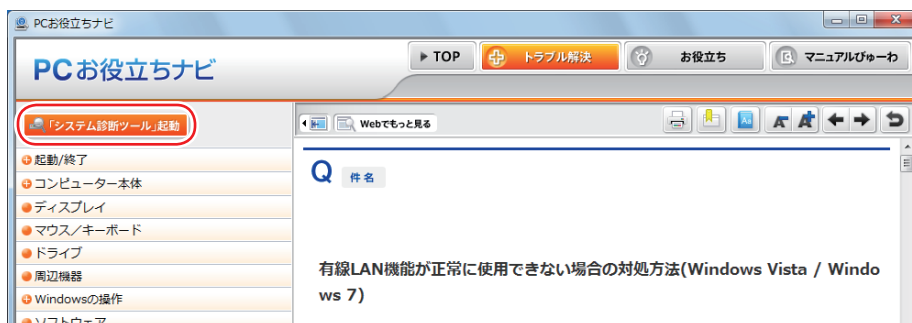 PCお役立ちナビ
PCお役立ちナビ
TOP
トラブル解決
お役立ち
マニュアルびゅーわ
「システム診断ツール」起動
Webでもっと見る
起動/終了
コンピューター本体
ディスプレイ
マウス／キーボード
ドライブ
周辺機器
Windowsの操作
ソフトウェア
Q 件名
有線LAN機能が正常に使用できない場合の対処方法(Windows Vista / Windo
ws 7)